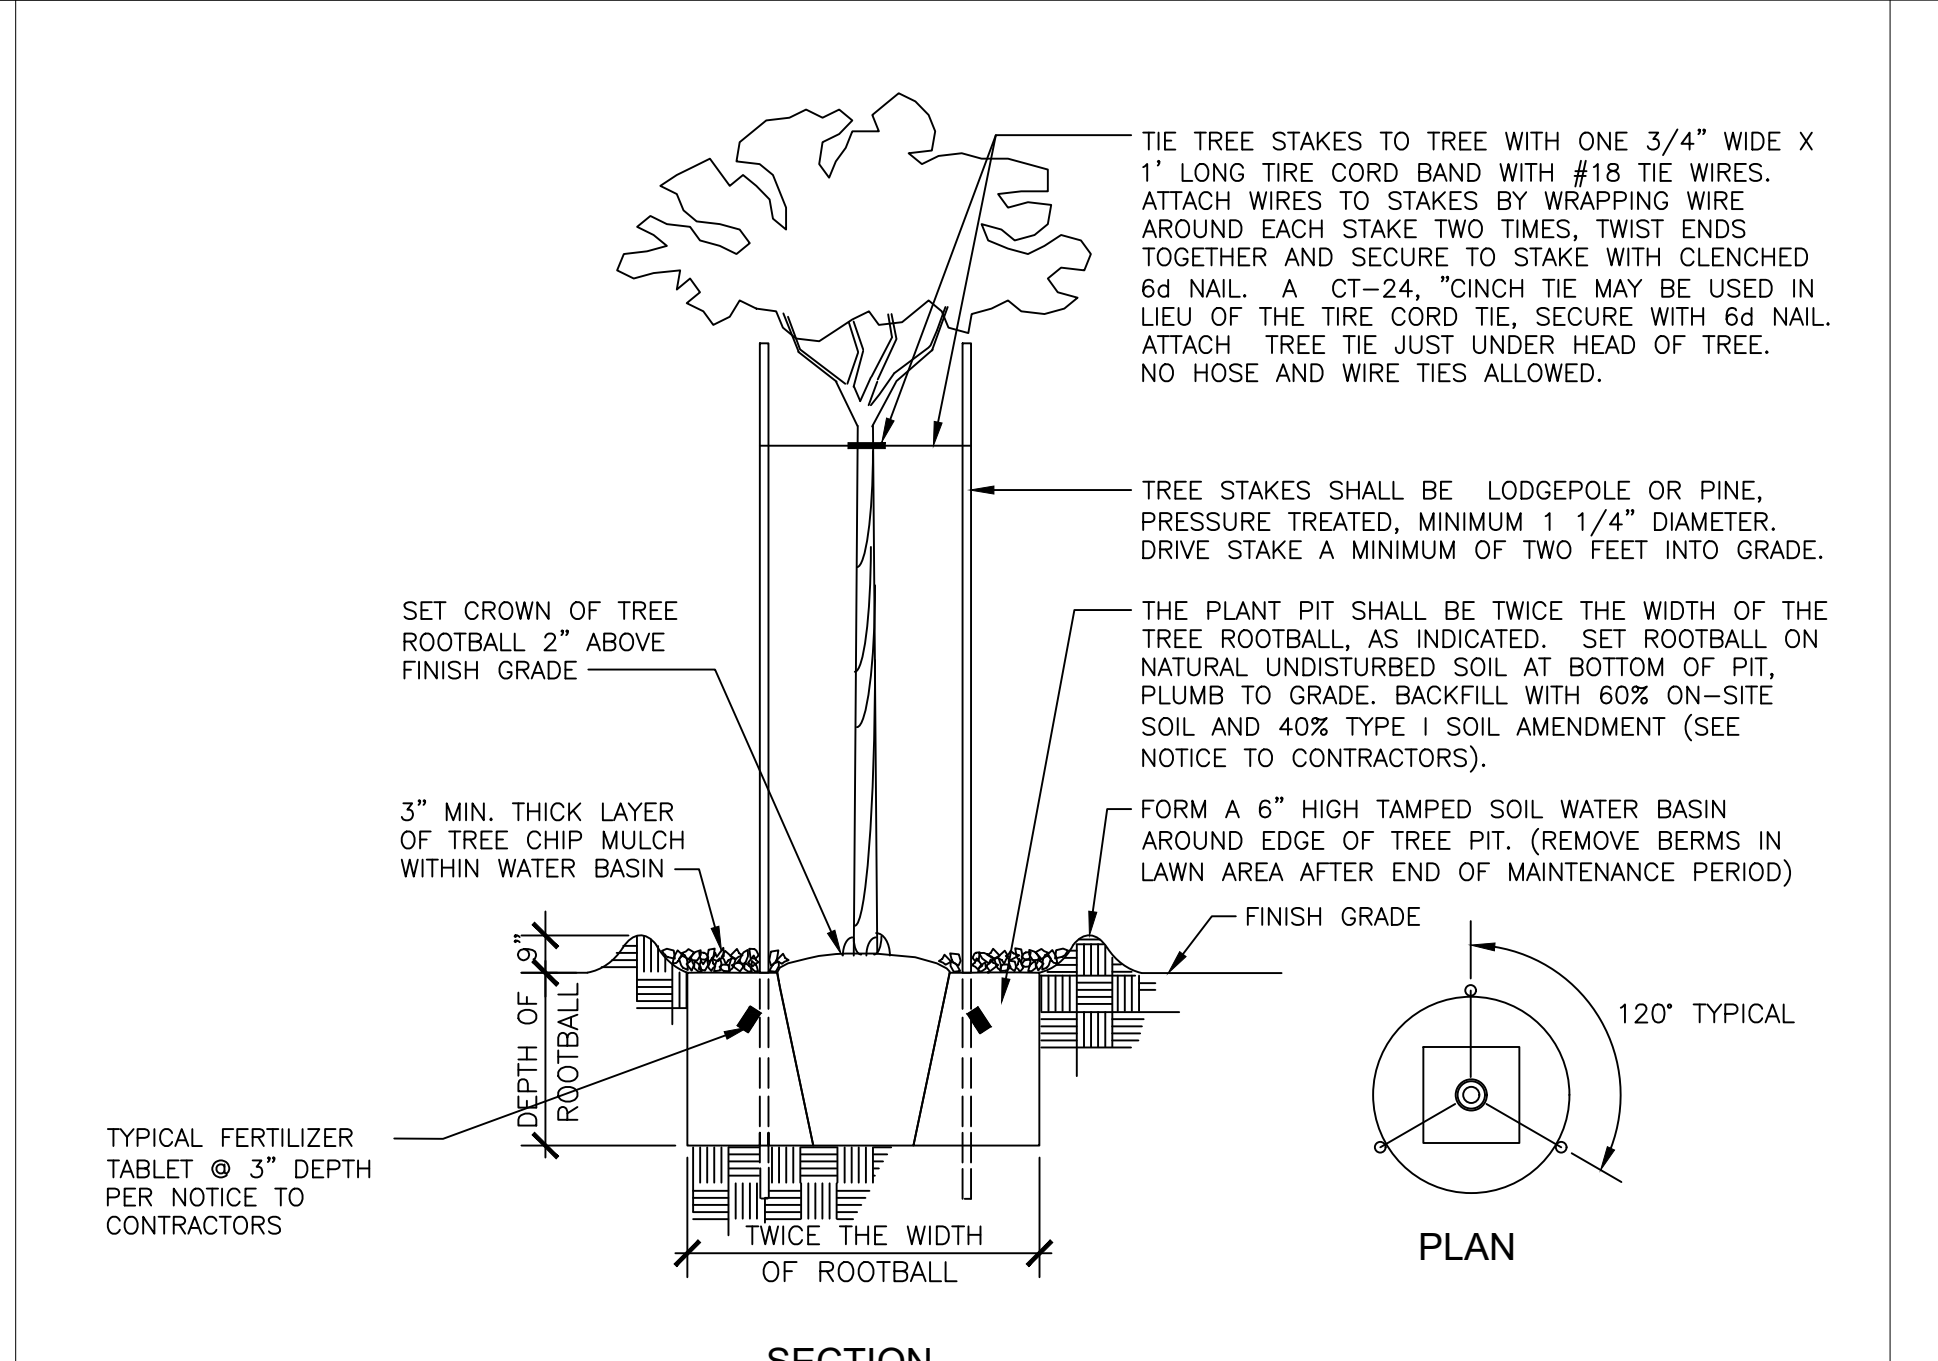 TIE TREE STAKES TO TREE WITH ONE 3/4" WIDE X
1' LONG TIRE CORD BAND WITH #18 TIE WIRES.
ATTACH WIRES TO STAKES BY WRAPPING WIRE
AROUND EACH STAKE TWO TIMES, TWIST ENDS
TOGETHER AND SECURE TO STAKE WITH CLENCHED
6d NAIL. A CT-24, "CINCH TIE MAY BE USED IN
LIEU OF THE TIRE CORD TIE, SECURE WITH 6d NAIL.
ATTACH TREE TIE JUST UNDER HEAD OF TREE.
NO HOSE AND WIRE TIES ALLOWED.
TREE STAKES SHALL BE LODGEPOLE OR PINE,
PRESSURE TREATED, MINIMUM 1 1/4" DIAMETER.
DRIVE STAKE A MINIMUM OF TWO FEET INTO GRADE.
SET CROWN OF TREE
ROOTBALL 2" ABOVE
FINISH GRADE
THE PLANT PIT SHALL BE TWICE THE WIDTH OF THE
TREE ROOTBALL, AS INDICATED. SET ROOTBALL ON
NATURAL UNDISTURBED SOIL AT BOTTOM OF PIT,
PLUMB TO GRADE. BACKFILL WITH 60% ON-SITE
SOIL AND 40% TYPE I SOIL AMENDMENT (SEE
NOTICE TO CONTRACTORS).
3" MIN. THICK LAYER
OF TREE CHIP MULCH
WITHIN WATER BASIN
FORM A 6" HIGH TAMPED SOIL WATER BASIN
AROUND EDGE OF TREE PIT. (REMOVE BERMS IN
LAWN AREA AFTER END OF MAINTENANCE PERIOD)
FINISH GRADE
9"
DEPTH OF
ROOTBALL
120° TYPICAL
TYPICAL FERTILIZER
TABLET @ 3" DEPTH
PER NOTICE TO
CONTRACTORS
TWICE THE WIDTH
OF ROOTBALL
PLAN
SECTION